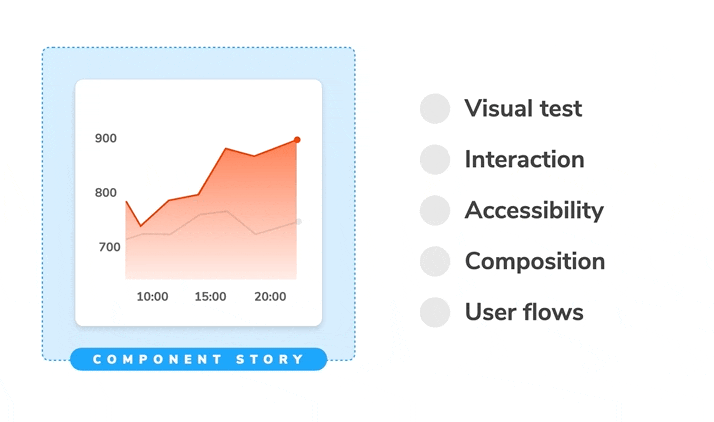 900
800
700
10:00 15:00 20:00
COMPONENT STORY
Visual test
Interaction
Accessibility
Composition
User flows